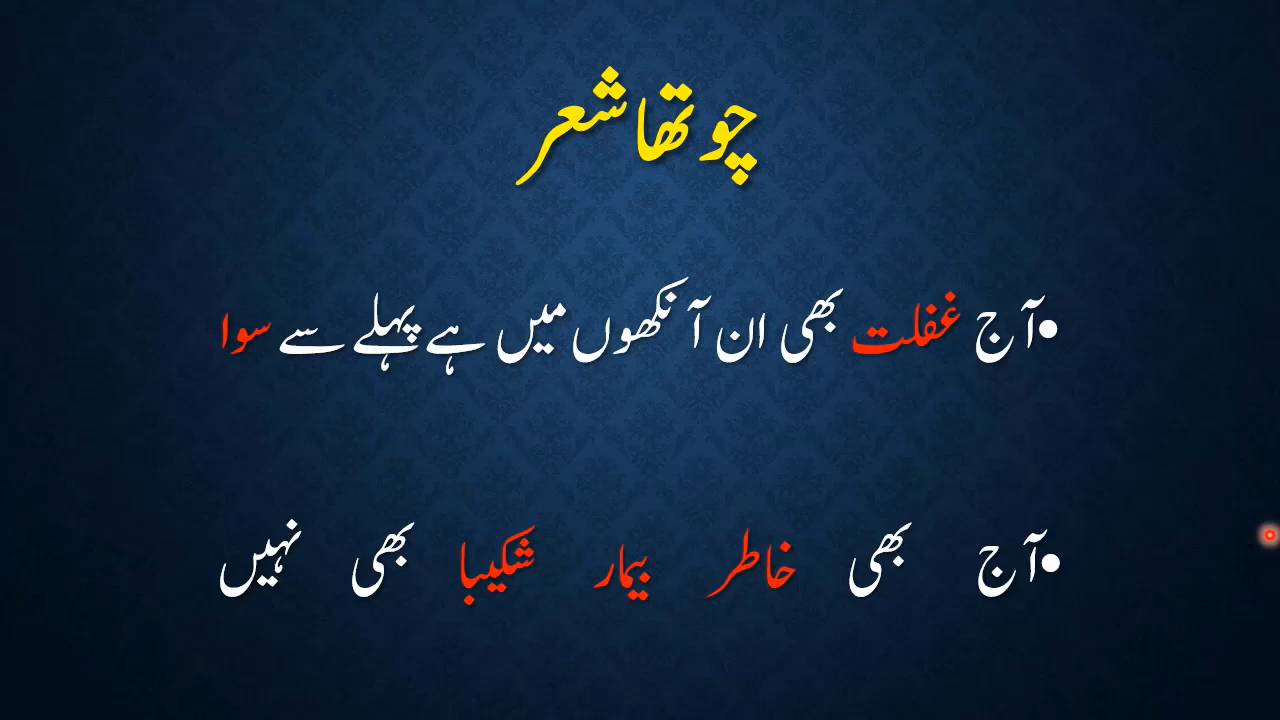 چوتھا شعر
•آج غفلت بھی ان آنکھوں میں ہے پہلے سے سوا
•آج بھی خاطر بیمار شکیبا بھی نہیں